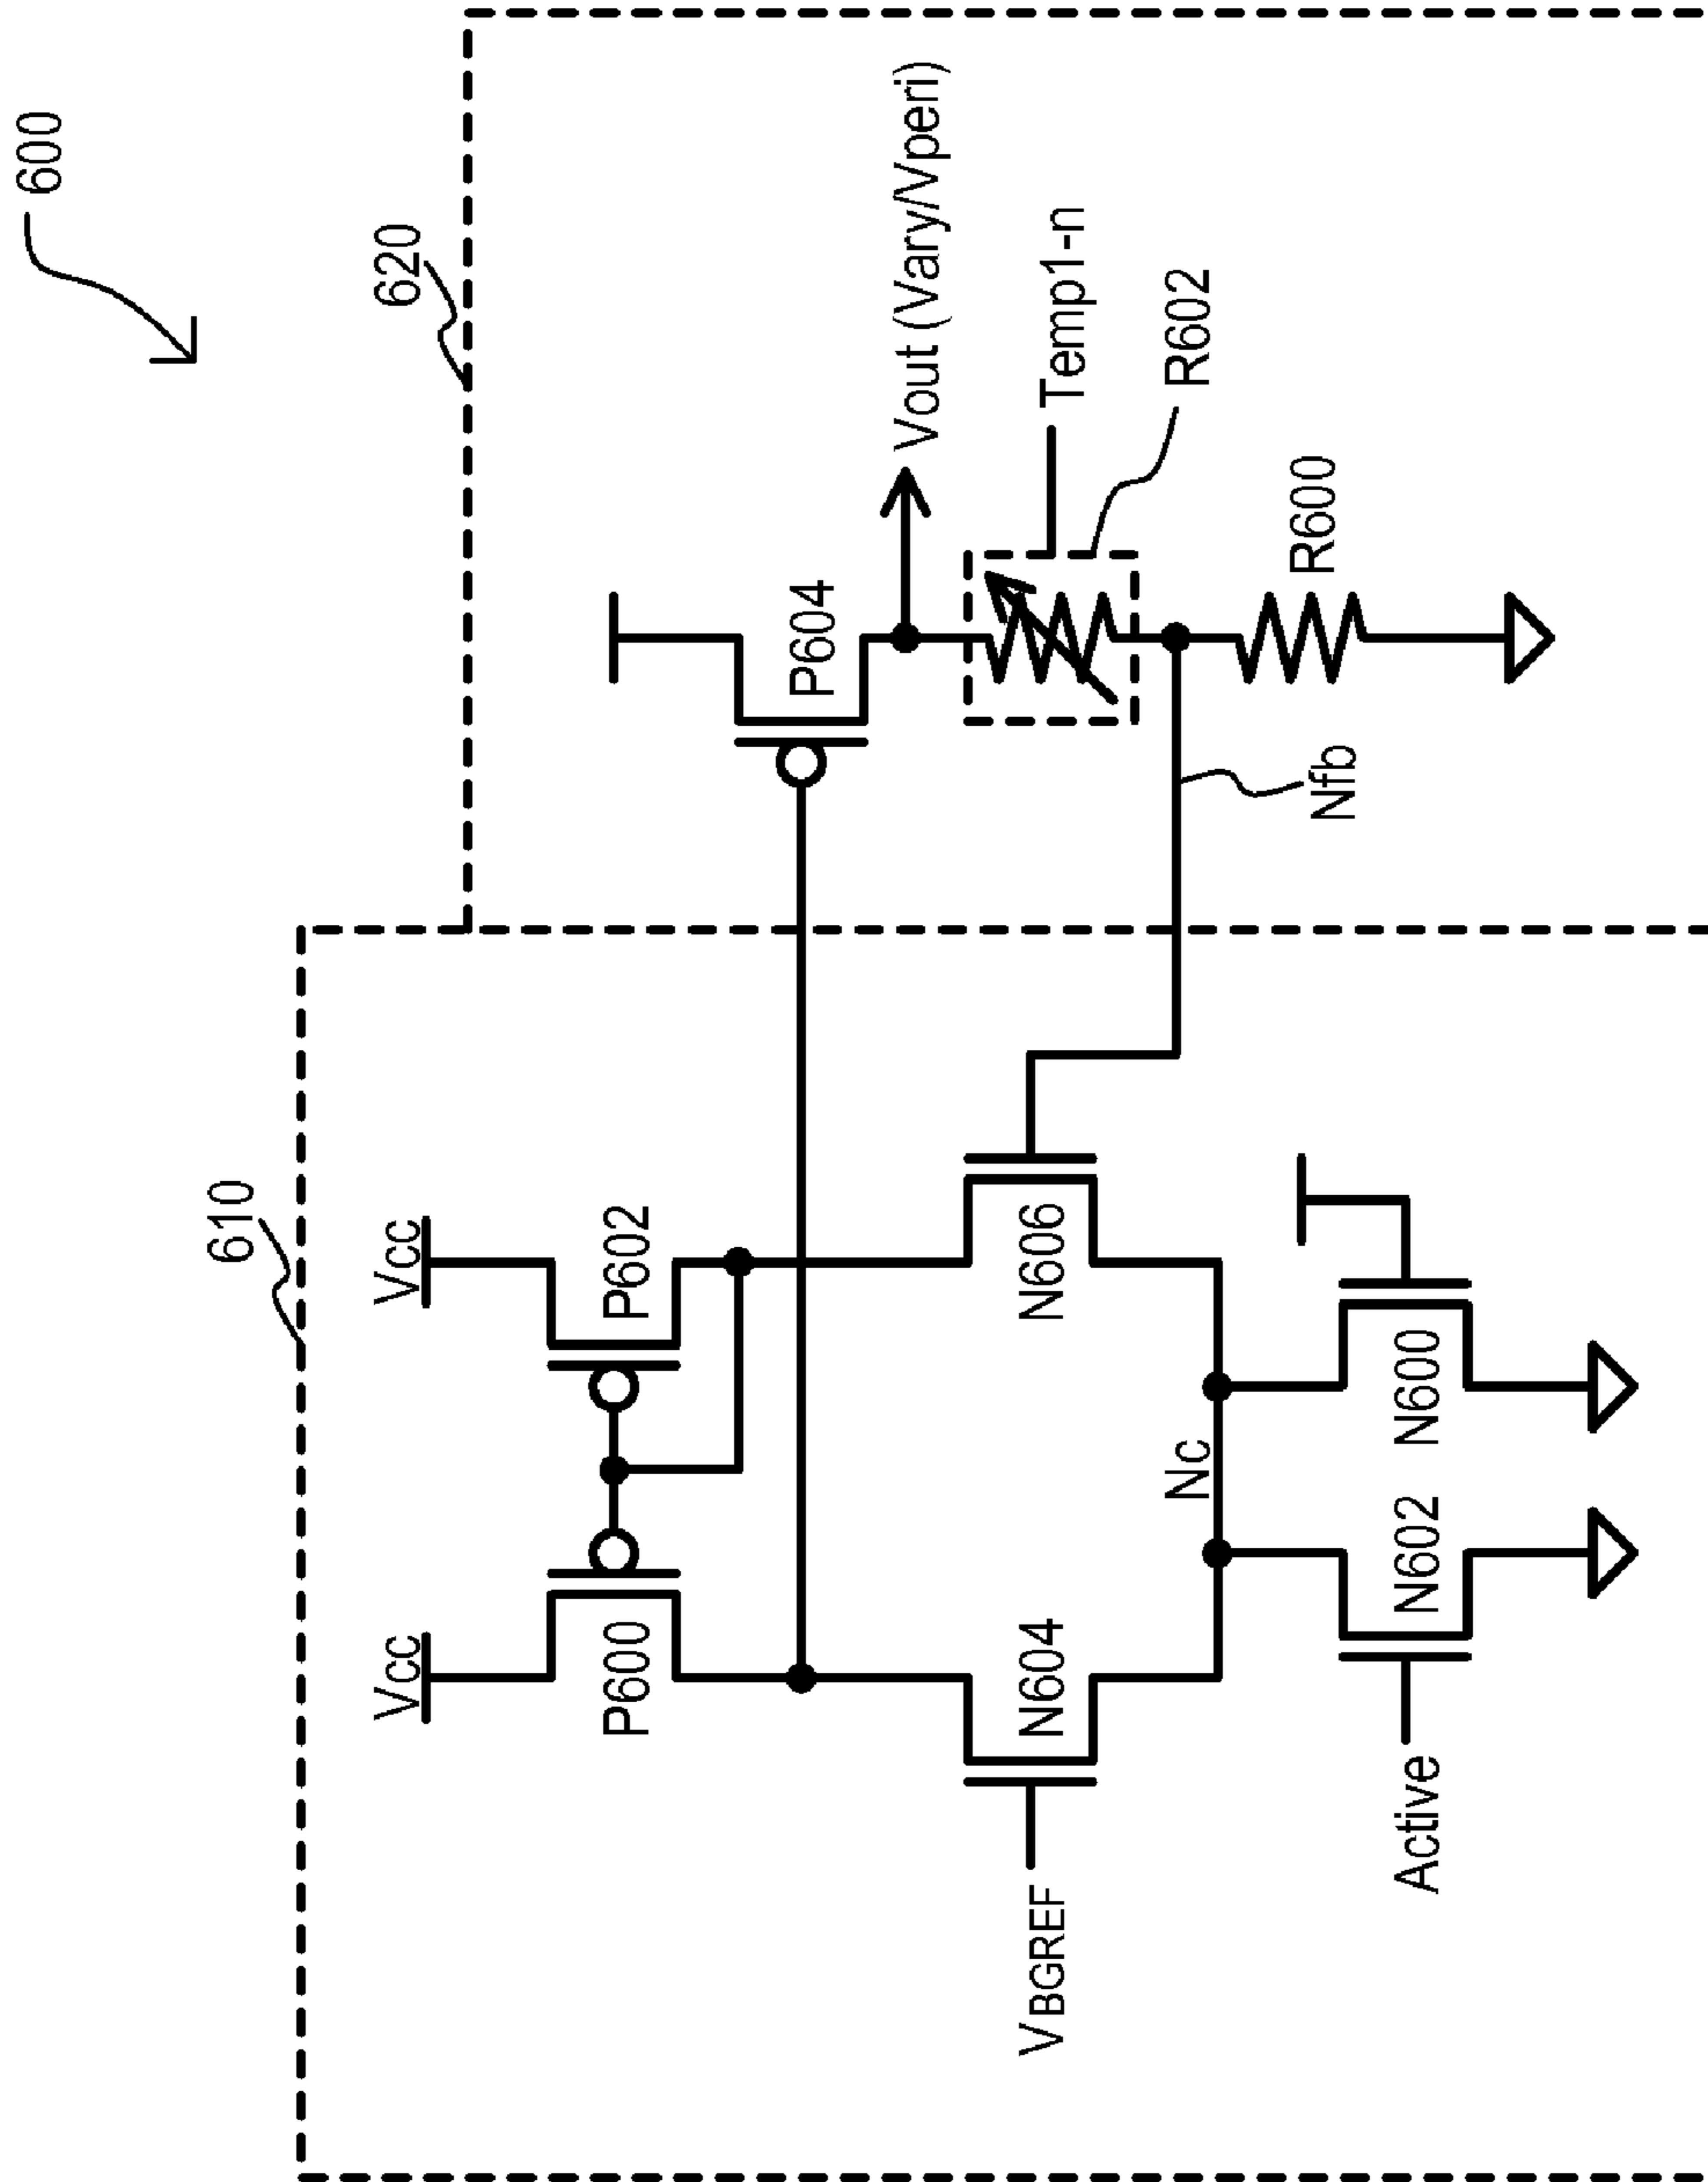 600
620
610
Vcc
Vcc
P600
P602
P604
Vout (Vary/Vperi)
Temp1-n
R602
VBGREF
N604
N606
Nc
Nfb
R600
Active
N602
N600